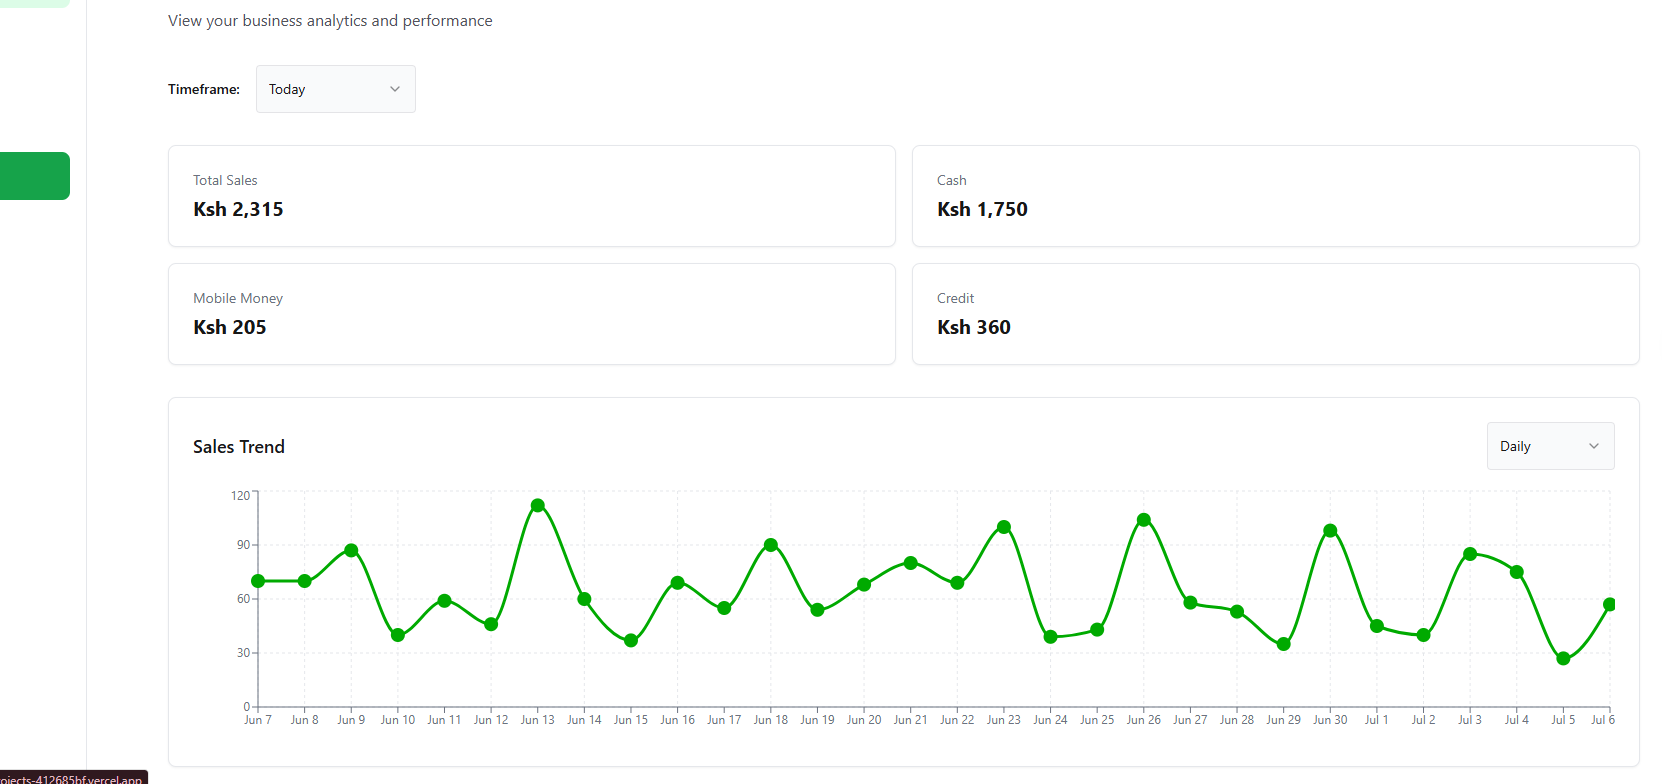 View your business analytics and performance
Timeframe: Today
Total Sales
Ksh 2,315
Cash
Ksh 1,750
Mobile Money
Ksh 205
Credit
Ksh 360
Sales Trend
Daily
120
90
60
30
0
Jun 7 Jun 8 Jun 9 Jun 10 Jun 11 Jun 12 Jun 13 Jun 14 Jun 15 Jun 16 Jun 17 Jun 18 Jun 19 Jun 20 Jun 21 Jun 22 Jun 23 Jun 24 Jun 25 Jun 26 Jun 27 Jun 28 Jun 29 Jun 30 Jul 1 Jul 2 Jul 3 Jul 4 Jul 5 Jul 6
ojects-412685bf.vercel.app